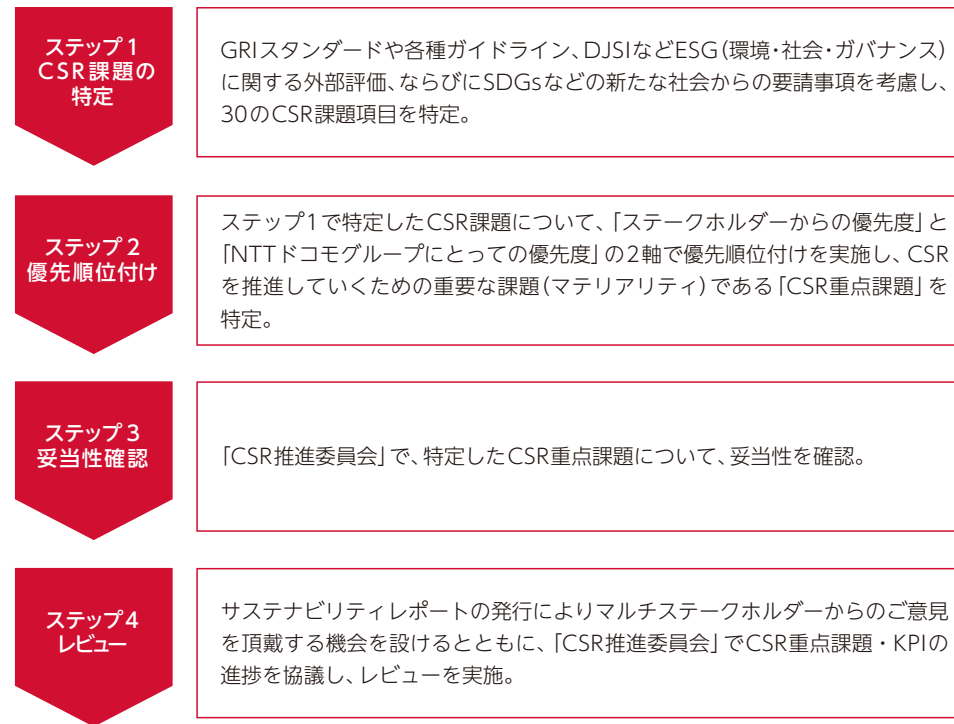 ステップ1
CSR課題の
特定
GRIスタンダードや各種ガイドライン、DJSIなどESG(環境・社会・ガバナンス)
に関する外部評価、ならびにSDGsなどの新たな社会からの要請事項を考慮し、
30のCSR課題項目を特定。
ステップ2
優先順位付け
ステップ1で特定したCSR課題について、「ステークホルダーからの優先度」と
「NTTドコモグループにとっての優先度」の2軸で優先順位付けを実施し、CSR
を推進していくための重要な課題(マテリアリティ)である「CSR重点課題」を
特定。
ステップ3
妥当性確認
「CSR推進委員会」で、特定したCSR重点課題について、妥当性を確認。
ステップ4
レビュー
サステナビリティレポートの発行によりマルチステークホルダーからのご意見
を頂戴する機会を設けるとともに、「CSR推進委員会」でCSR重点課題・KPIの
進捗を協議し、レビューを実施。